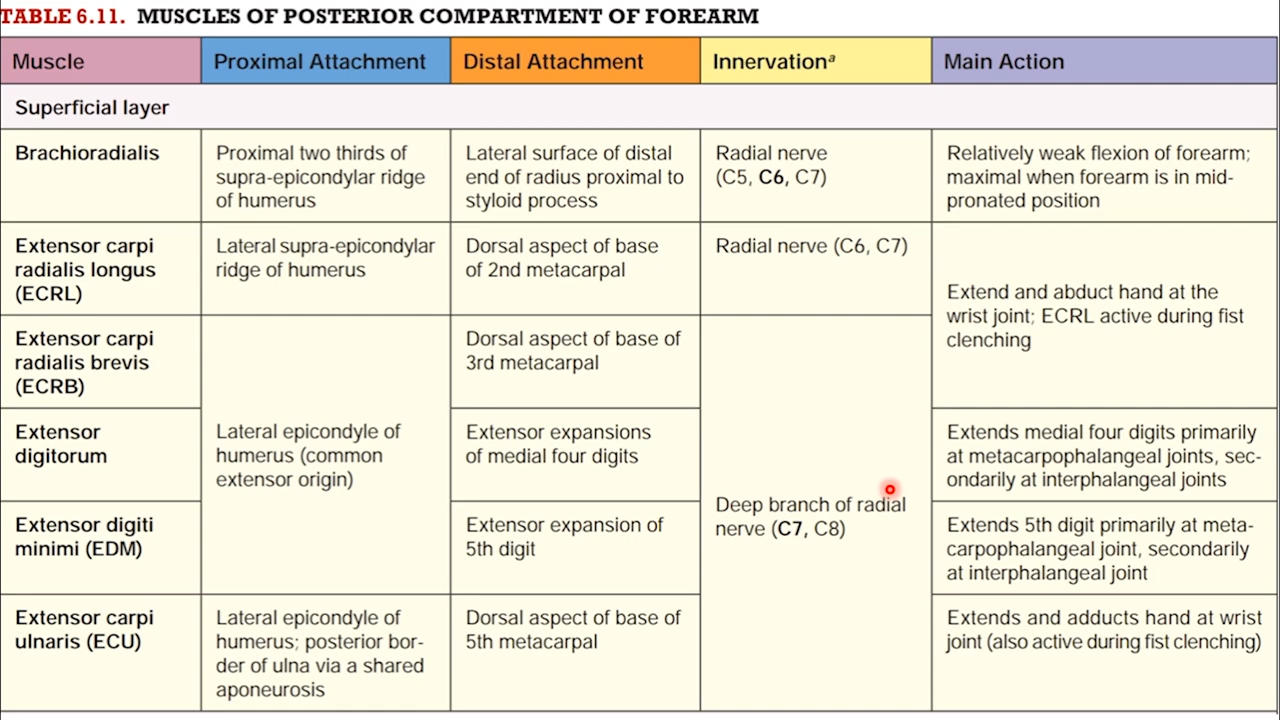 TABLE 6.11. MUSCLES OF POSTERIOR COMPARTMENT OF FOREARM
Muscle
Proximal Attachment
Distal Attachment
Innervationᵃ
Main Action
Superficial layer
Brachioradialis
Proximal two thirds of
supra-epicondylar ridge
of humerus
Lateral surface of distal
end of radius proximal to
styloid process
Radial nerve
(C5, C6, C7)
Relatively weak flexion of forearm;
maximal when forearm is in mid-
pronated position
Extensor carpi
radialis longus
(ECRL)
Lateral supra-epicondylar
ridge of humerus
Dorsal aspect of base
of 2nd metacarpal
Radial nerve (C6, C7)
Extend and abduct hand at the
wrist joint; ECRL active during fist
clenching
Extensor carpi
radialis brevis
(ECRB)
Lateral epicondyle of
humerus (common
extensor origin)
Dorsal aspect of base of
3rd metacarpal
Deep branch of radial
nerve (C7, C8)
Extensor
digitorum
Extensor expansions
of medial four digits
Extends medial four digits primarily
at metacarpophalangeal joints, sec-
ondarily at interphalangeal joints
Extensor digiti
minimi (EDM)
Extensor expansion of
5th digit
Extends 5th digit primarily at meta-
carpophalangeal joint, secondarily
at interphalangeal joint
Extensor carpi
ulnaris (ECU)
Lateral epicondyle of
humerus; posterior bor-
der of ulna via a shared
aponeurosis
Dorsal aspect of base of
5th metacarpal
Extends and adducts hand at wrist
joint (also active during fist clenching)